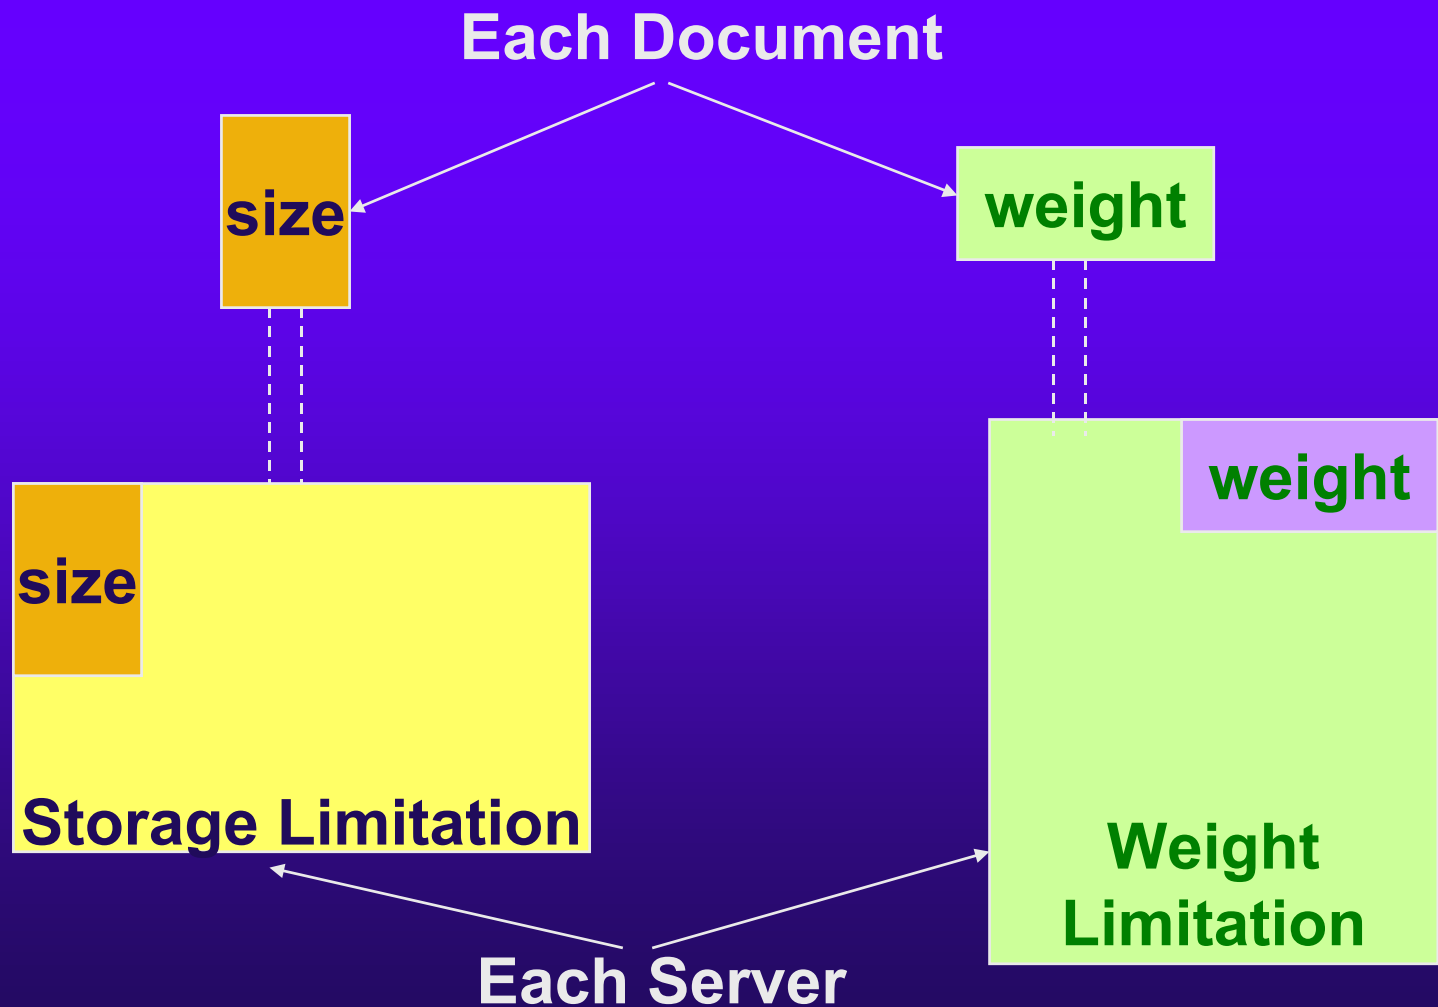 Each Document
size
weight
weight
size
Storage Limitation
Weight
Limitation
Each Server